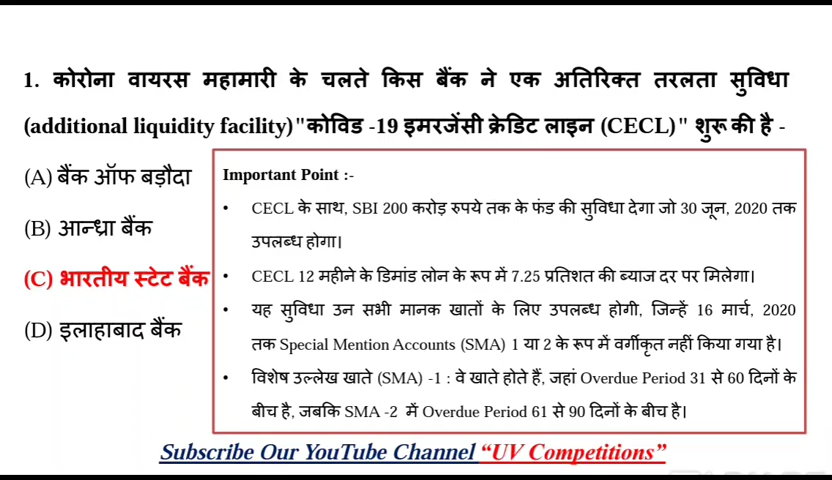 1. कोरोना वायरस महामारी के चलते किस बैंक ने एक अतिरिक्त तरलता सुविधा
(additional liquidity facility)"कोविड -19 इमरजेंसी क्रेडिट लाइन (CECL)" शुरू की है -
(A) बैंक ऑफ बड़ौदा
(B) आन्ध्रा बैंक
(C) भारतीय स्टेट बैंक
(D) इलाहाबाद बैंक
Important Point :-
• CECL के साथ, SBI 200 करोड़ रुपये तक के फंड की सुविधा देगा जो 30 जून, 2020 तक
उपलब्ध होगा।
• CECL 12 महीने के डिमांड लोन के रूप में 7.25 प्रतिशत की ब्याज दर पर मिलेगा।
• यह सुविधा उन सभी मानक खातों के लिए उपलब्ध होगी, जिन्हें 16 मार्च, 2020
तक Special Mention Accounts (SMA) 1 या 2 के रूप में वर्गीकृत नहीं किया गया है।
• विशेष उल्लेख खाते (SMA) -1 : वे खाते होते हैं, जहां Overdue Period 31 से 60 दिनों के
बीच है, जबकि SMA -2 में Overdue Period 61 से 90 दिनों के बीच है।
Subscribe Our YouTube Channel “UV Competitions”